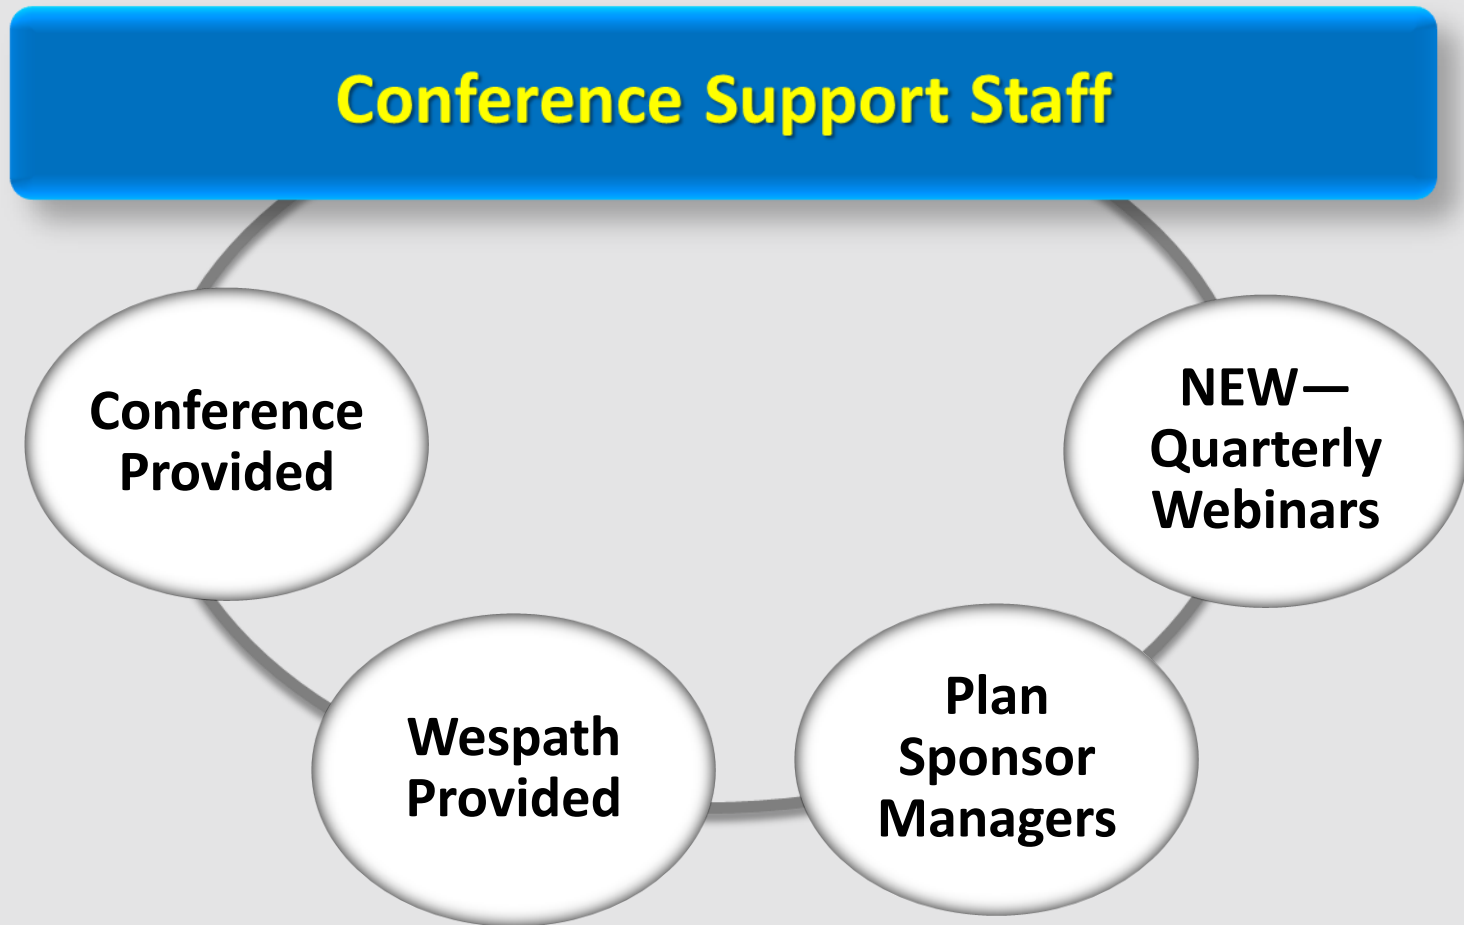 Conference Support Staff
Conference
Provided
NEW—
Quarterly
Webinars
Wespath
Provided
Plan
Sponsor
Managers